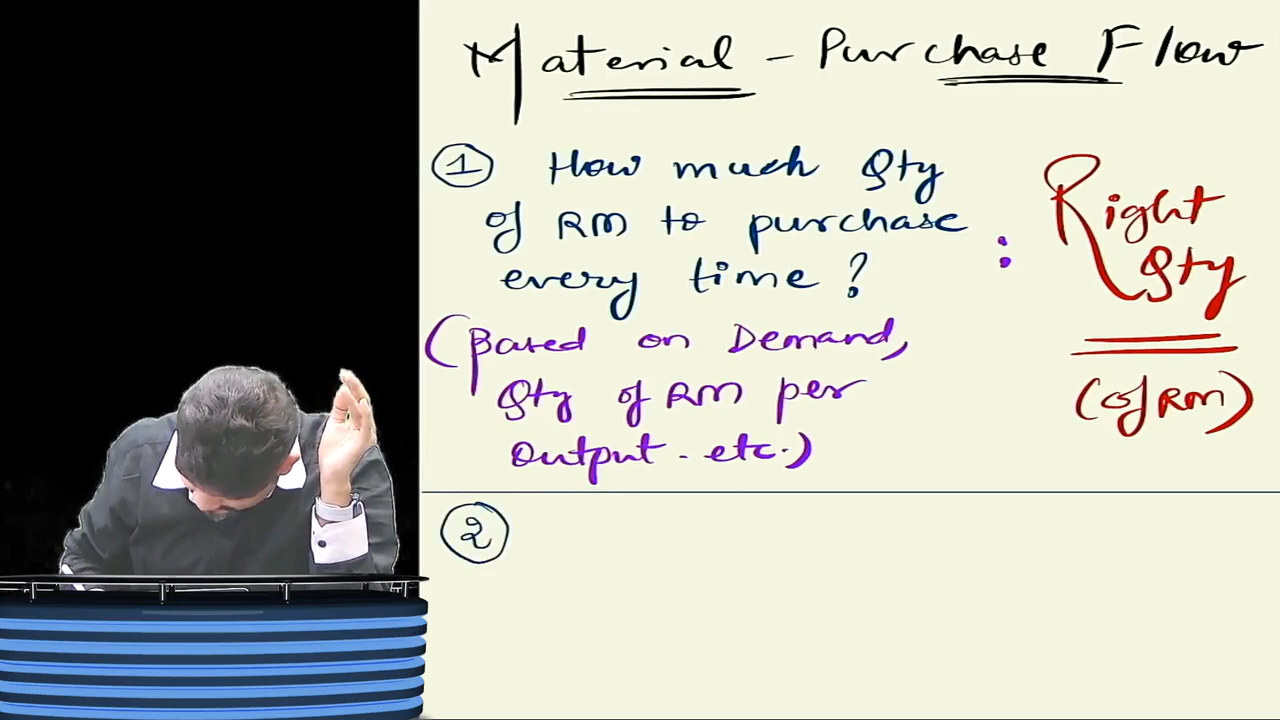 Material - Purchase Flow
① How much Qty
of RM to purchase
every time?
: Right
Qty
(of RM)
(Based on Demand,
Qty of RM per
output. etc.)
②